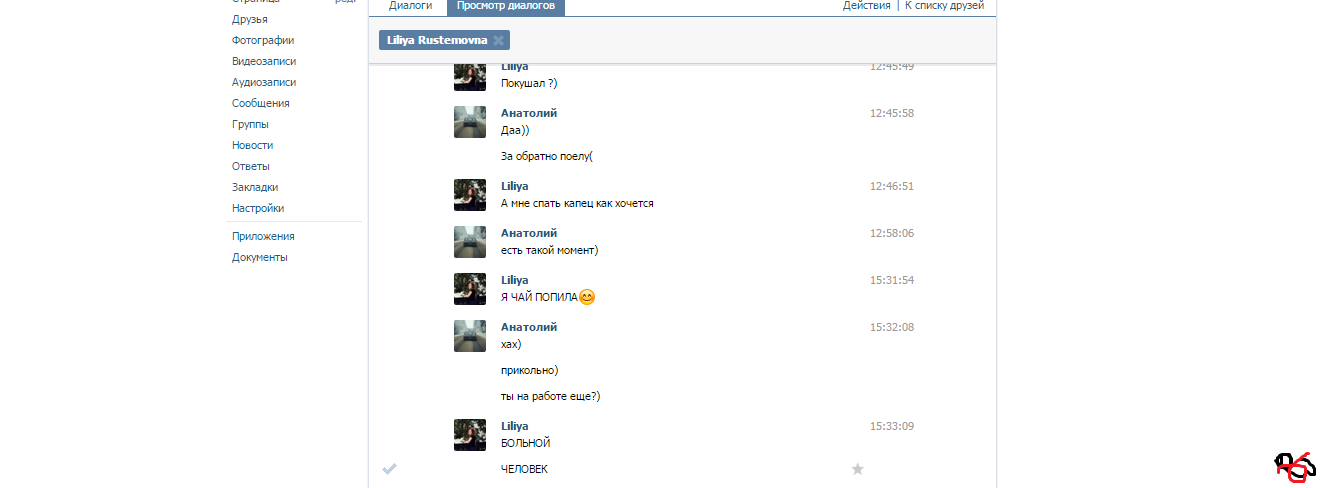 Диалоги Просмотр диалогов Действия | К списку друзей
Друзья
Фотографии
Видеозаписи
Аудиозаписи
Сообщения
Группы
Новости
Ответы
Закладки
Настройки
Приложения
Документы
Liliya Rustemovna
Liliya 12:45:49
Покушал ?)
Анатолий 12:45:58
Даа))
За обратно поелу(
Liliya 12:46:51
А мне спать капец как хочется
Анатолий 12:58:06
есть такой момент)
Liliya 15:31:54
Я ЧАЙ ПОПИЛА😊
Анатолий 15:32:08
хах)
прикольно)
ты на работе еще?)
Liliya 15:33:09
БОЛЬНОЙ
ЧЕЛОВЕК